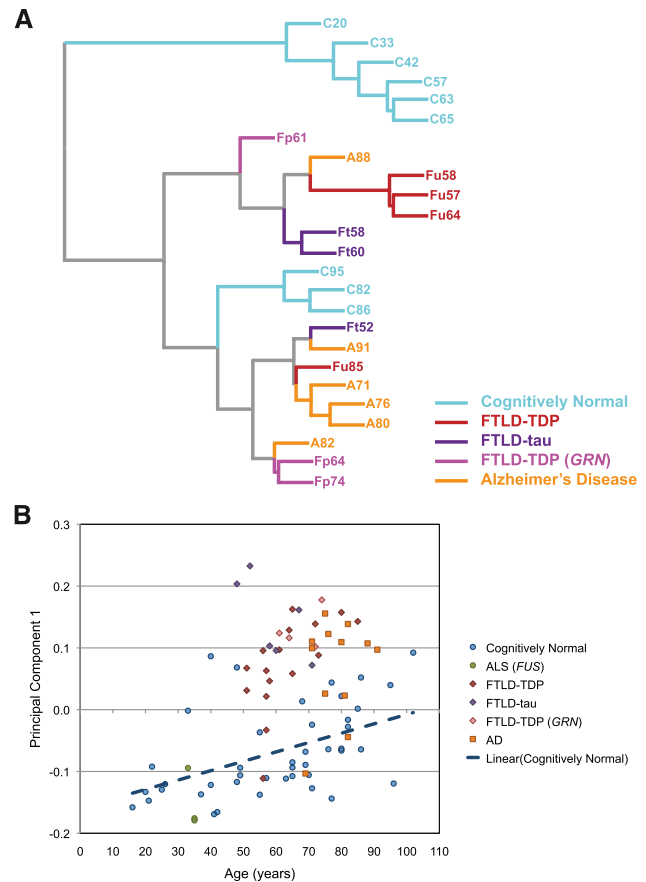 A
C20
C33
C42
C57
C63
C65
Fp61
A88
Fu58
Fu57
Fu64
Ft58
Ft60
C95
C82
C86
Ft52
A91
Fu85
A71
A76
A80
A82
Fp64
Fp74
Cognitively Normal
FTLD-TDP
FTLD-tau
FTLD-TDP (GRN)
Alzheimer's Disease
B
Principal Component 1
0.3
0.2
0.1
0.0
-0.1
-0.2
0 10 20 30 40 50 60 70 80 90 100 110
Age (years)
Cognitively Normal
ALS (FUS)
FTLD-TDP
FTLD-tau
FTLD-TDP (GRN)
AD
Linear(Cognitively Normal)